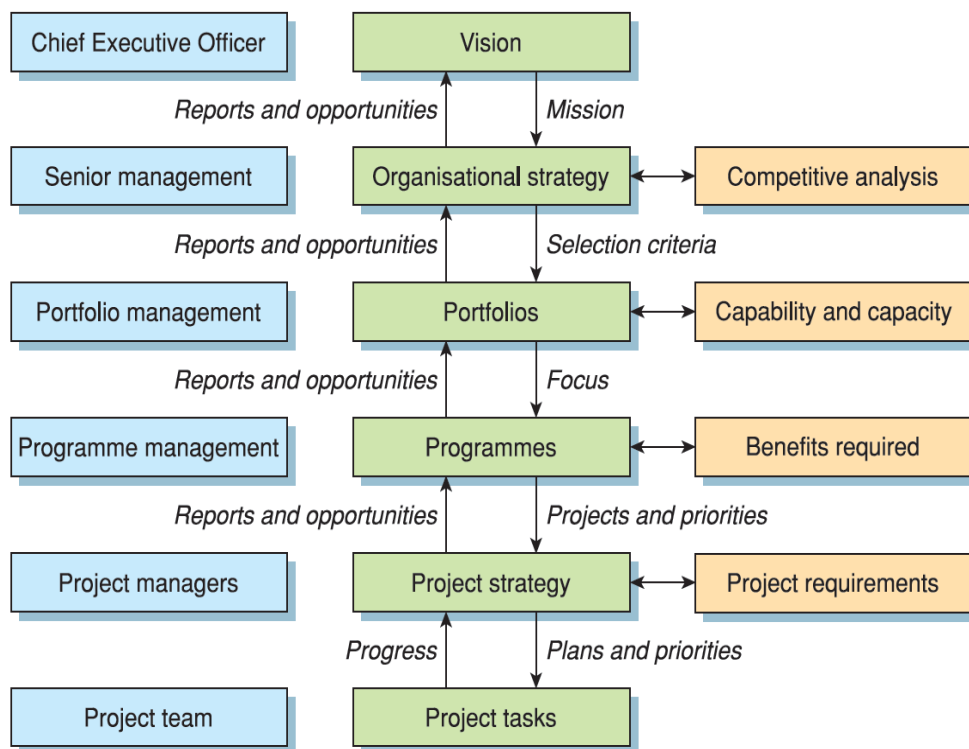 Chief Executive Officer
Vision
Reports and opportunities
Mission
Senior management
Organisational strategy
Competitive analysis
Reports and opportunities
Selection criteria
Portfolio management
Portfolios
Capability and capacity
Reports and opportunities
Focus
Programme management
Programmes
Benefits required
Reports and opportunities
Projects and priorities
Project managers
Project strategy
Project requirements
Progress
Plans and priorities
Project team
Project tasks